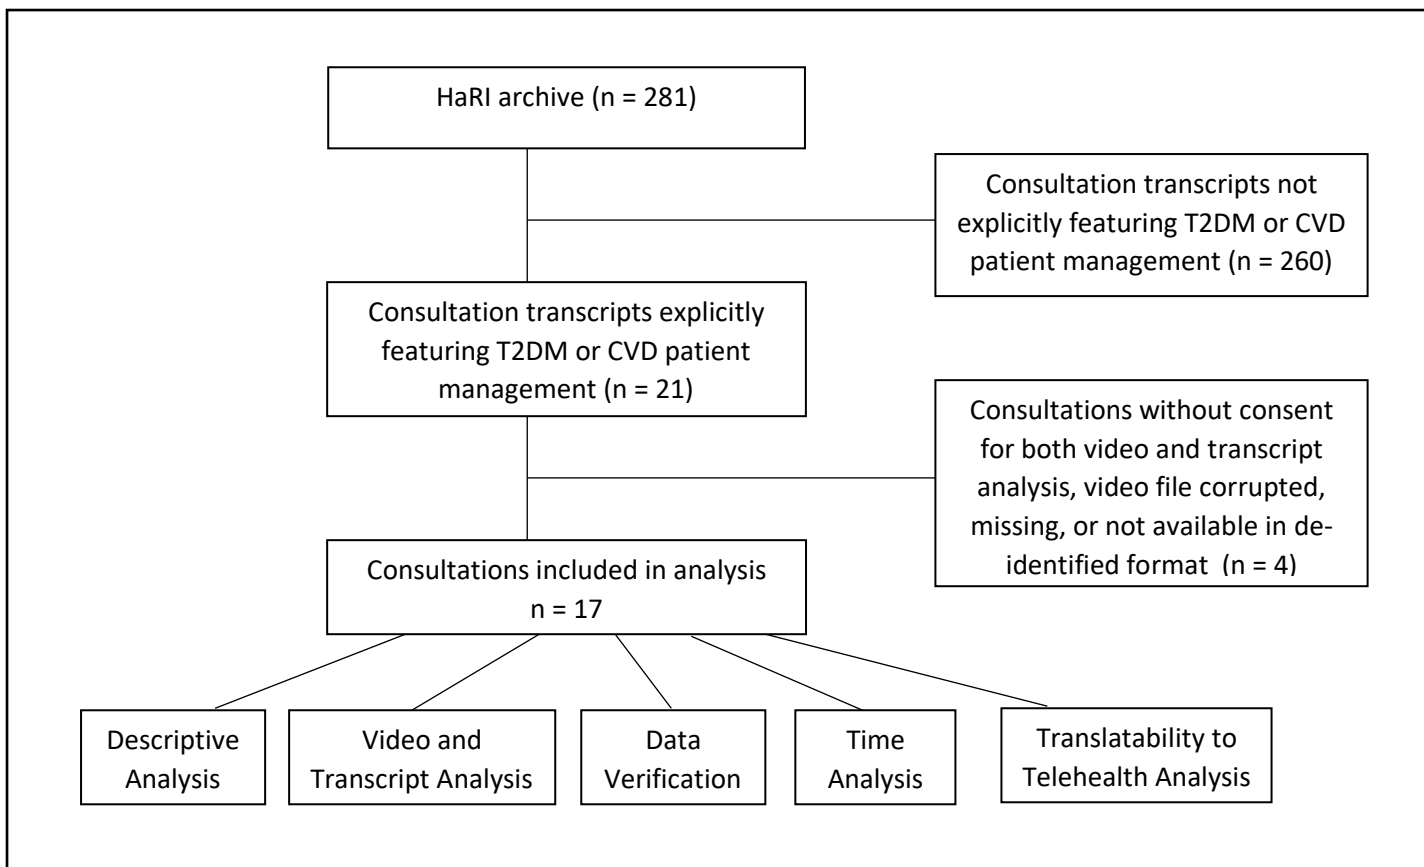 HaRI archive (n = 281)
Consultation transcripts not
explicitly featuring T2DM or CVD
patient management (n = 260)
Consultation transcripts explicitly
featuring T2DM or CVD patient
management (n = 21)
Consultations without consent
for both video and transcript
analysis, video file corrupted,
missing, or not available in de-
identified format  (n = 4)
Consultations included in analysis
n = 17
Descriptive
Analysis
Video and
Transcript Analysis
Data
Verification
Time
Analysis
Translatability to
Telehealth Analysis